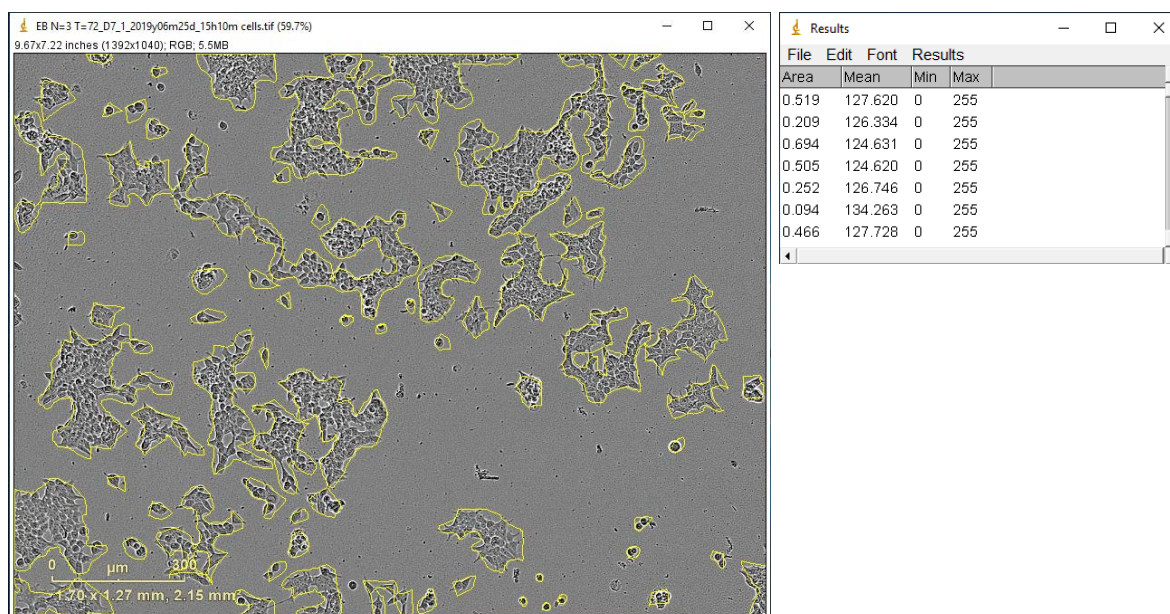 EB N=3 T=72_D7_1_2019y06m25d_15h10m cells.tif (59.7%)
9.67x7.22 inches (1392x1040); RGB; 5.5MB
0 µm 300
1.70 x 1.27 mm, 2.15 mm
Results
File Edit Font Results
Area Mean Min Max
0.519 127.620 0 255
0.209 126.334 0 255
0.694 124.631 0 255
0.505 124.620 0 255
0.252 126.746 0 255
0.094 134.263 0 255
0.466 127.728 0 255